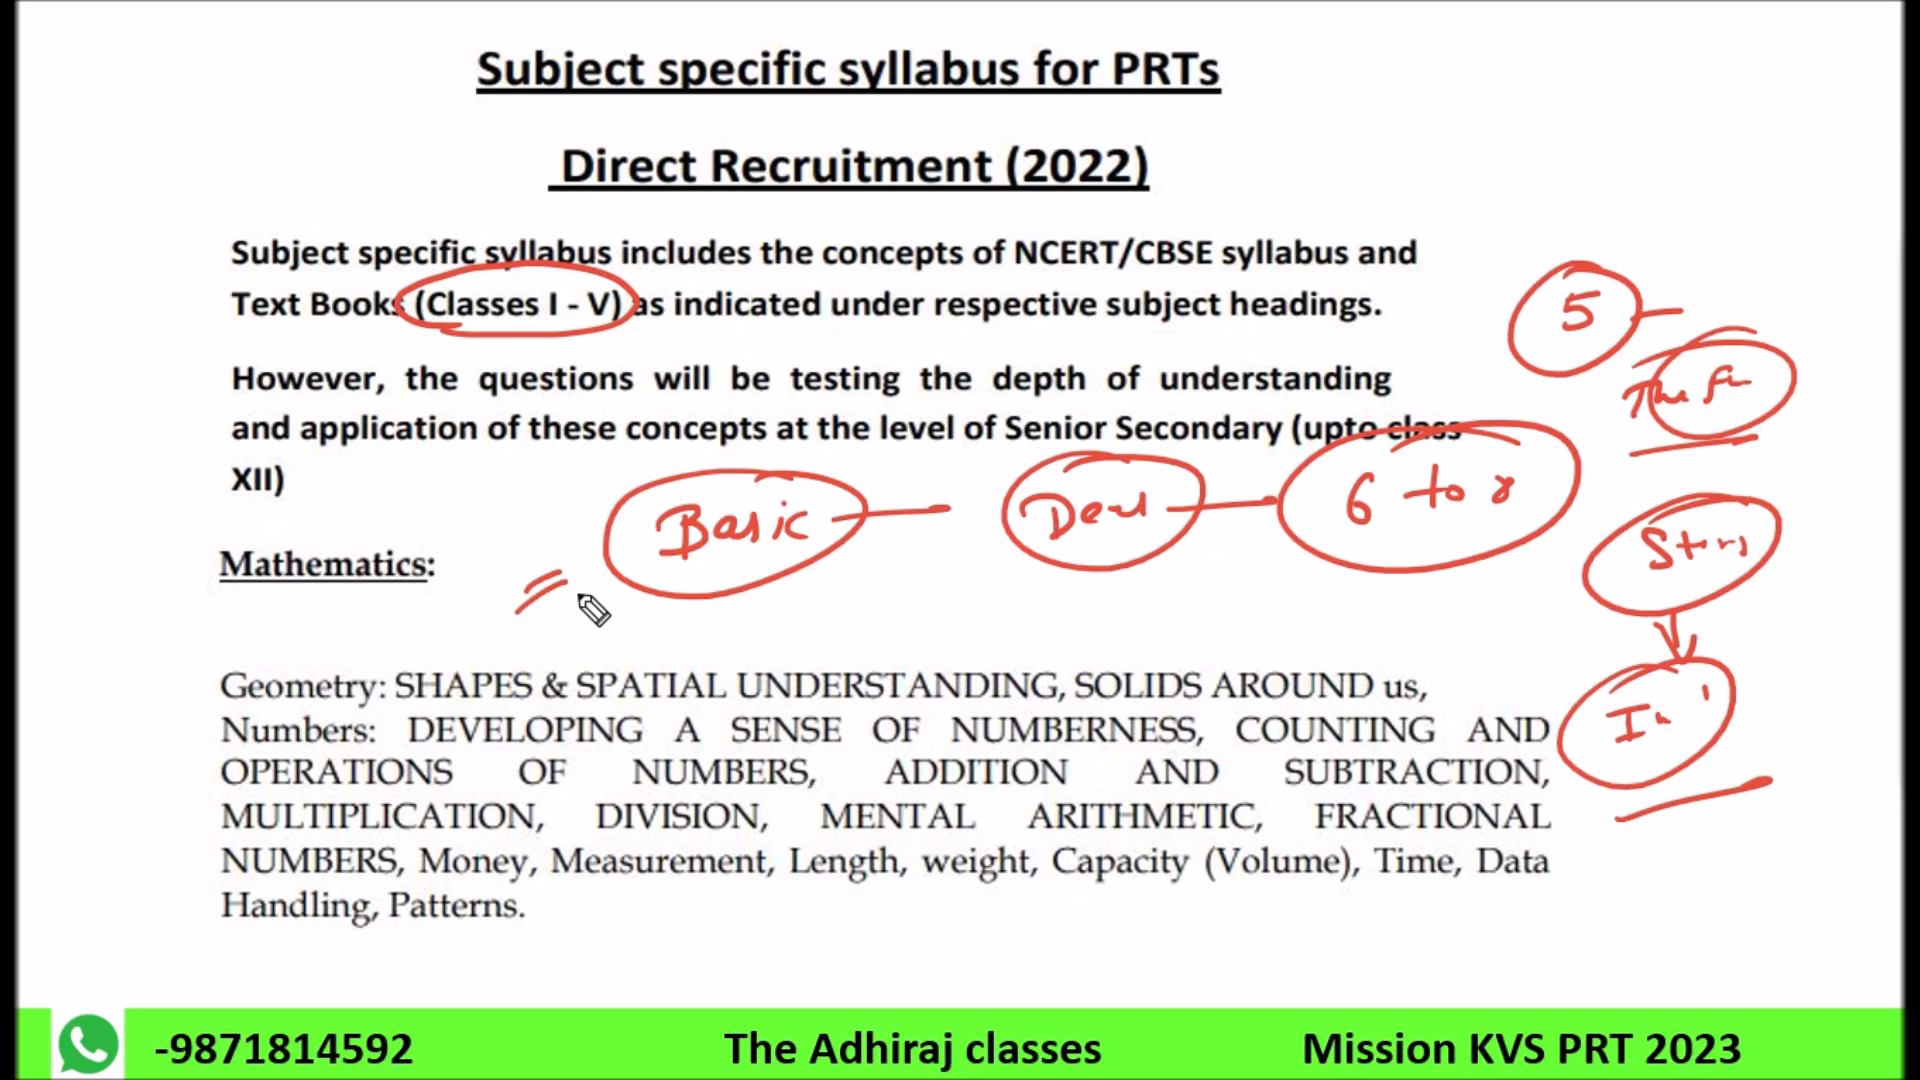 Subject specific syllabus for PRTs
Direct Recruitment (2022)
Subject specific syllabus includes the concepts of NCERT/CBSE syllabus and
Text Books (Classes I - V) as indicated under respective subject headings.
5
However, the questions will be testing the depth of understanding
and application of these concepts at the level of Senior Secondary (upto class
XII)
Basic
6 to 8
Mathematics:
Geometry: SHAPES & SPATIAL UNDERSTANDING, SOLIDS AROUND us,
Numbers: DEVELOPING A SENSE OF NUMBERNESS, COUNTING AND
OPERATIONS OF NUMBERS, ADDITION AND SUBTRACTION,
MULTIPLICATION, DIVISION, MENTAL ARITHMETIC, FRACTIONAL
NUMBERS, Money, Measurement, Length, weight, Capacity (Volume), Time, Data
Handling, Patterns.
-9871814592 The Adhiraj classes Mission KVS PRT 2023